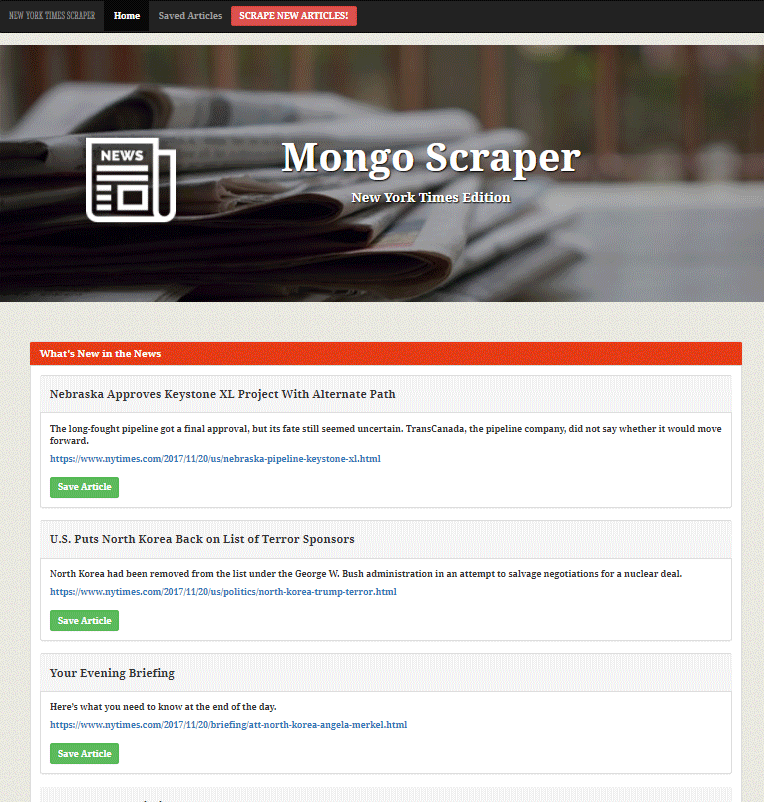 NEW YORK TIMES SCRAPER Home Saved Articles SCRAPE NEW ARTICLES!
NEWS
Mongo Scraper
New York Times Edition
What's New in the News
Nebraska Approves Keystone XL Project With Alternate Path
The long-fought pipeline got a final approval, but its fate still seemed uncertain. TransCanada, the pipeline company, did not say whether it would move
forward.
https://www.nytimes.com/2017/11/20/us/nebraska-pipeline-keystone-xl.html
Save Article
U.S. Puts North Korea Back on List of Terror Sponsors
North Korea had been removed from the list under the George W. Bush administration in an attempt to salvage negotiations for a nuclear deal.
https://www.nytimes.com/2017/11/20/us/politics/north-korea-trump-terror.html
Save Article
Your Evening Briefing
Here's what you need to know at the end of the day.
https://www.nytimes.com/2017/11/20/briefing/att-north-korea-angela-merkel.html
Save Article